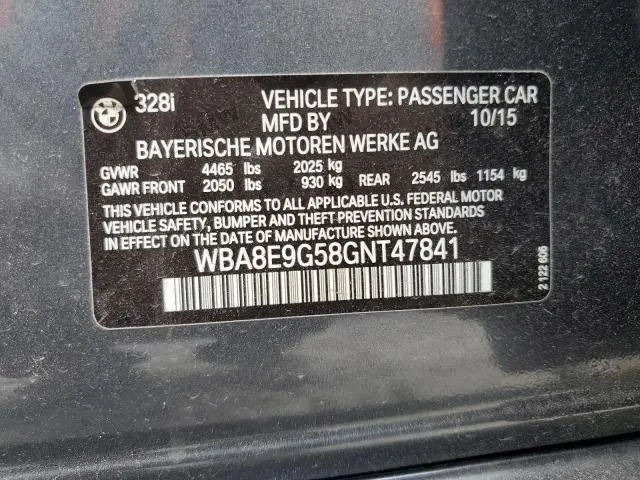 328i VEHICLE TYPE: PASSENGER CAR
MFD BY 10/15
BAYERISCHE MOTOREN WERKE AG
GVWR 4465 lbs 2025 kg
GAWR FRONT 2050 lbs 930 kg REAR 2545 lbs 1154 kg
THIS VEHICLE CONFORMS TO ALL APPLICABLE U.S. FEDERAL MOTOR
VEHICLE SAFETY, BUMPER AND THEFT PREVENTION STANDARDS
IN EFFECT ON THE DATE OF MANUFACTURE SHOWN ABOVE.
WBA8E9G58GNT47841
2 122 606